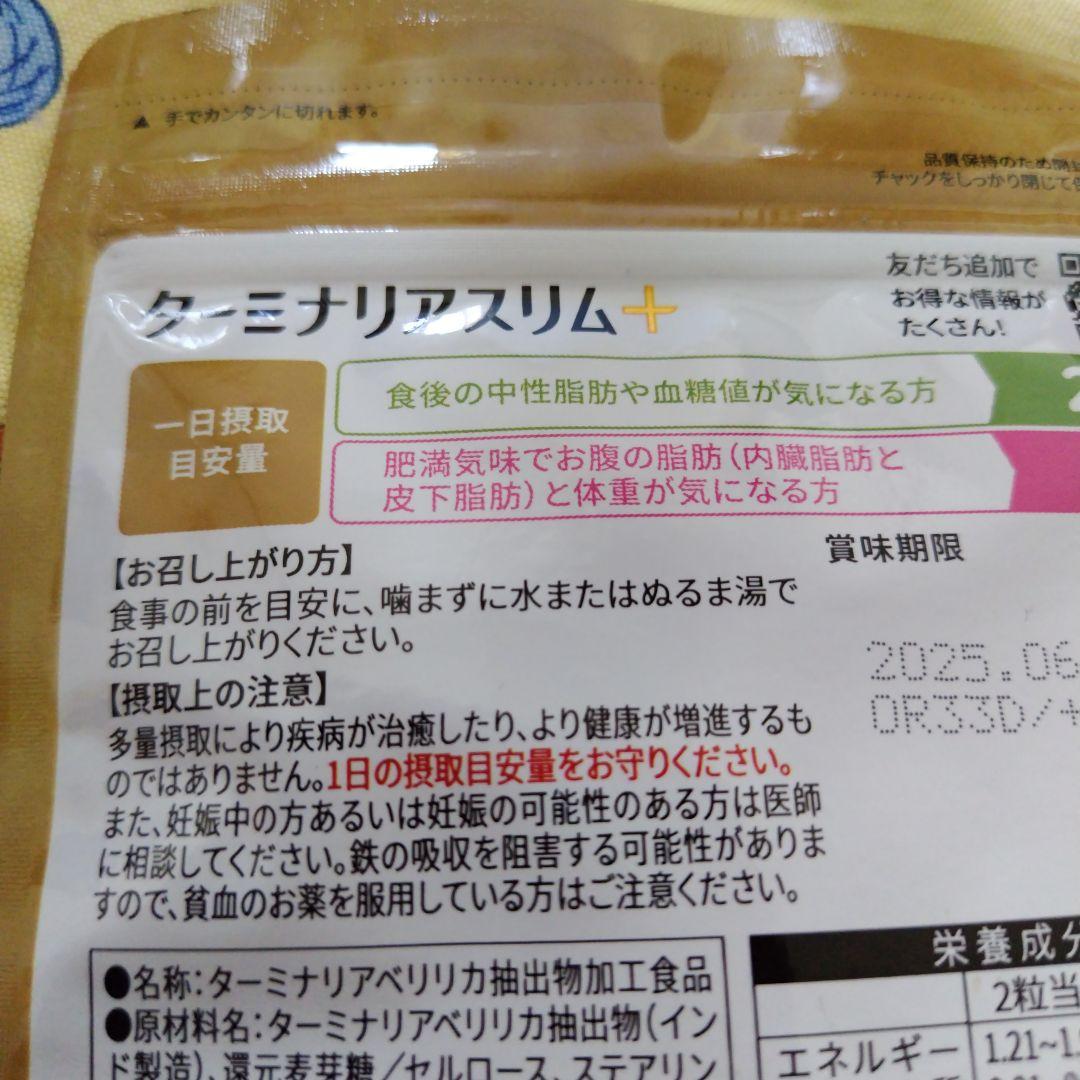 ▲ 手でカンタンに切れます。
品質保持のため開封
チャックをしっかり閉じて
友だち追加で
お得な情報が
たくさん!
ターミナリアスリム+
一日摂取
目安量
食後の中性脂肪や血糖値が気になる方
2
肥満気味でお腹の脂肪(内臓脂肪と
皮下脂肪)と体重が気になる方
【お召し上がり方】
食事の前を目安に、噛まずに水またはぬるま湯で
お召し上がりください。
賞味期限
2025.06
OR33D/+
【摂取上の注意】
多量摂取により疾病が治癒したり、より健康が増進するも
のではありません。1日の摂取目安量をお守りください。
また、妊娠中の方あるいは妊娠の可能性のある方は医師
に相談してください。鉄の吸収を阻害する可能性がありま
すので、貧血のお薬を服用している方はご注意ください。
●名称:ターミナリアベリリカ抽出物加工食品
●原材料名:ターミナリアベリリカ抽出物(イン
ド製造)、還元麦芽糖/セルロース、ステアリン
栄養成分
2粒当
エネルギー 1.21~1.